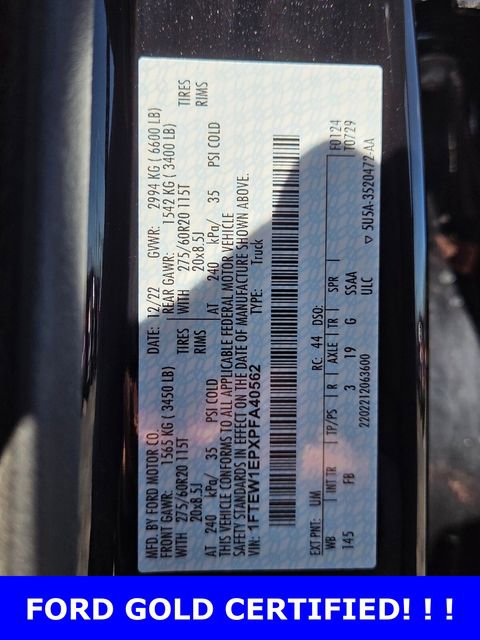 MFD. BY FORD MOTOR CO.
12/22 GVWR: 2994 KG ( 6600 LB)
FRONT GAWR: 1565 KG (3450 LB)
REAR GAWR: 1542 KG ( 3400 LB)
WITH 275/60R20 115T TIRES
WITH 275/60R20 115T TIRES
20x8.5J RIMS
20x8.5J RIMS
AT 240 kPa/ 35 PSI COLD
AT 240 kPa/ 35 PSI COLD
THIS VEHICLE CONFORMS TO ALL APPLICABLE FEDERAL MOTOR VEHICLE
SAFETY STANDARDS IN EFFECT ON THE DATE OF MANUFACTURE SHOWN ABOVE.
VIN: 1FTEW1EPXPFA40562 TYPE: Truck
F0124
T0729
EXT PNT: UM RC: 44 DSO:
WB INT TR TP/PS R AXLE TR SPR
145 FB 3 19 G SSAA
2202212063600 ULC
▽ 5U5A-3520472-AA
FORD GOLD CERTIFIED! ! !